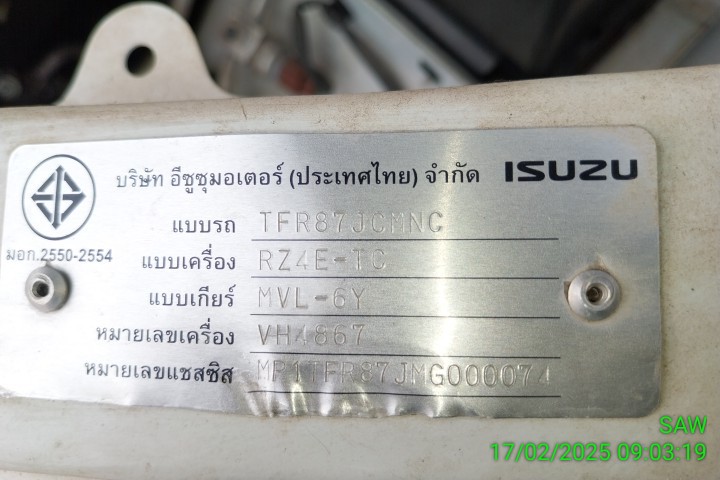 บริษัท อีซูซุมอเตอร์ (ประเทศไทย) จำกัด ISUZU
มอก.2550-2554
แบบรถ TFR87JCMNC
แบบเครื่อง RZ4E-TC
แบบเกียร์ MVL-6Y
หมายเลขเครื่อง VH4867
หมายเลขแชสซิส MP1TFR87JMG000074
SAW
17/02/2025 09:03:19